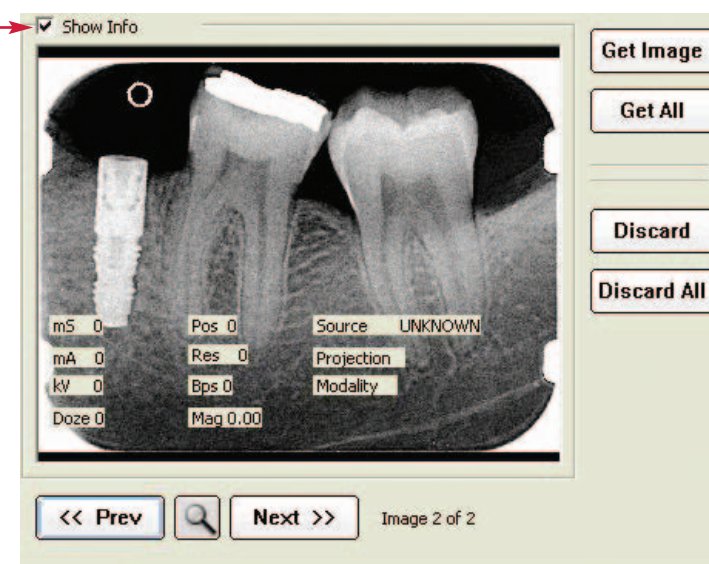 Show Info
Get Image
Get All
Discard
Discard All
mS 0 Pos 0 Source UNKNOWN
mA 0 Res 0 Projection
kV 0 Bps 0 Modality
Doze 0 Mag 0.00
<< Prev Next >> Image 2 of 2